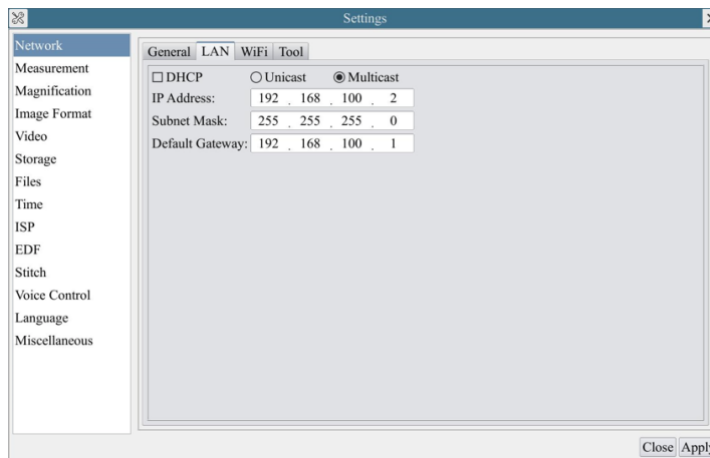 Settings
Network
Measurement
Magnification
Image Format
Video
Storage
Files
Time
ISP
EDF
Stitch
Voice Control
Language
Miscellaneous
General LAN WiFi Tool
DHCP Unicast Multicast
IP Address: 192 . 168 . 100 . 2
Subnet Mask: 255 . 255 . 255 . 0
Default Gateway: 192 . 168 . 100 . 1
Close Apply